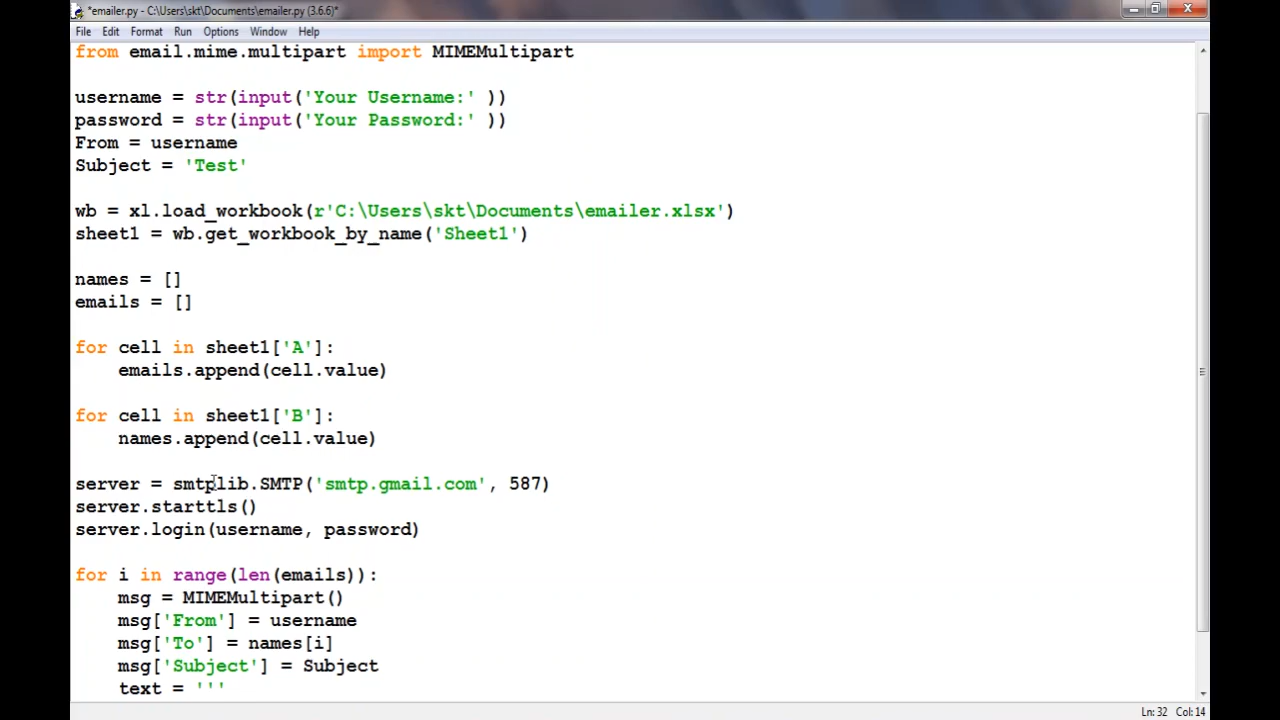 *emailer.py - C:\Users\skt\Documents\emailer.py (3.6.6)*
File Edit Format Run Options Window Help
from email.mime.multipart import MIMEMultipart
username = str(input('Your Username:' ))
password = str(input('Your Password:' ))
From = username
Subject = 'Test'
wb = xl.load_workbook(r'C:\Users\skt\Documents\emailer.xlsx')
sheet1 = wb.get_workbook_by_name('Sheet1')
names = []
emails = []
for cell in sheet1['A']:
    emails.append(cell.value)
for cell in sheet1['B']:
    names.append(cell.value)
server = smtplib.SMTP('smtp.gmail.com', 587)
server.starttls()
server.login(username, password)
for i in range(len(emails)):
    msg = MIMEMultipart()
    msg['From'] = username
    msg['To'] = names[i]
    msg['Subject'] = Subject
    text = '''
Ln: 32 Col: 14